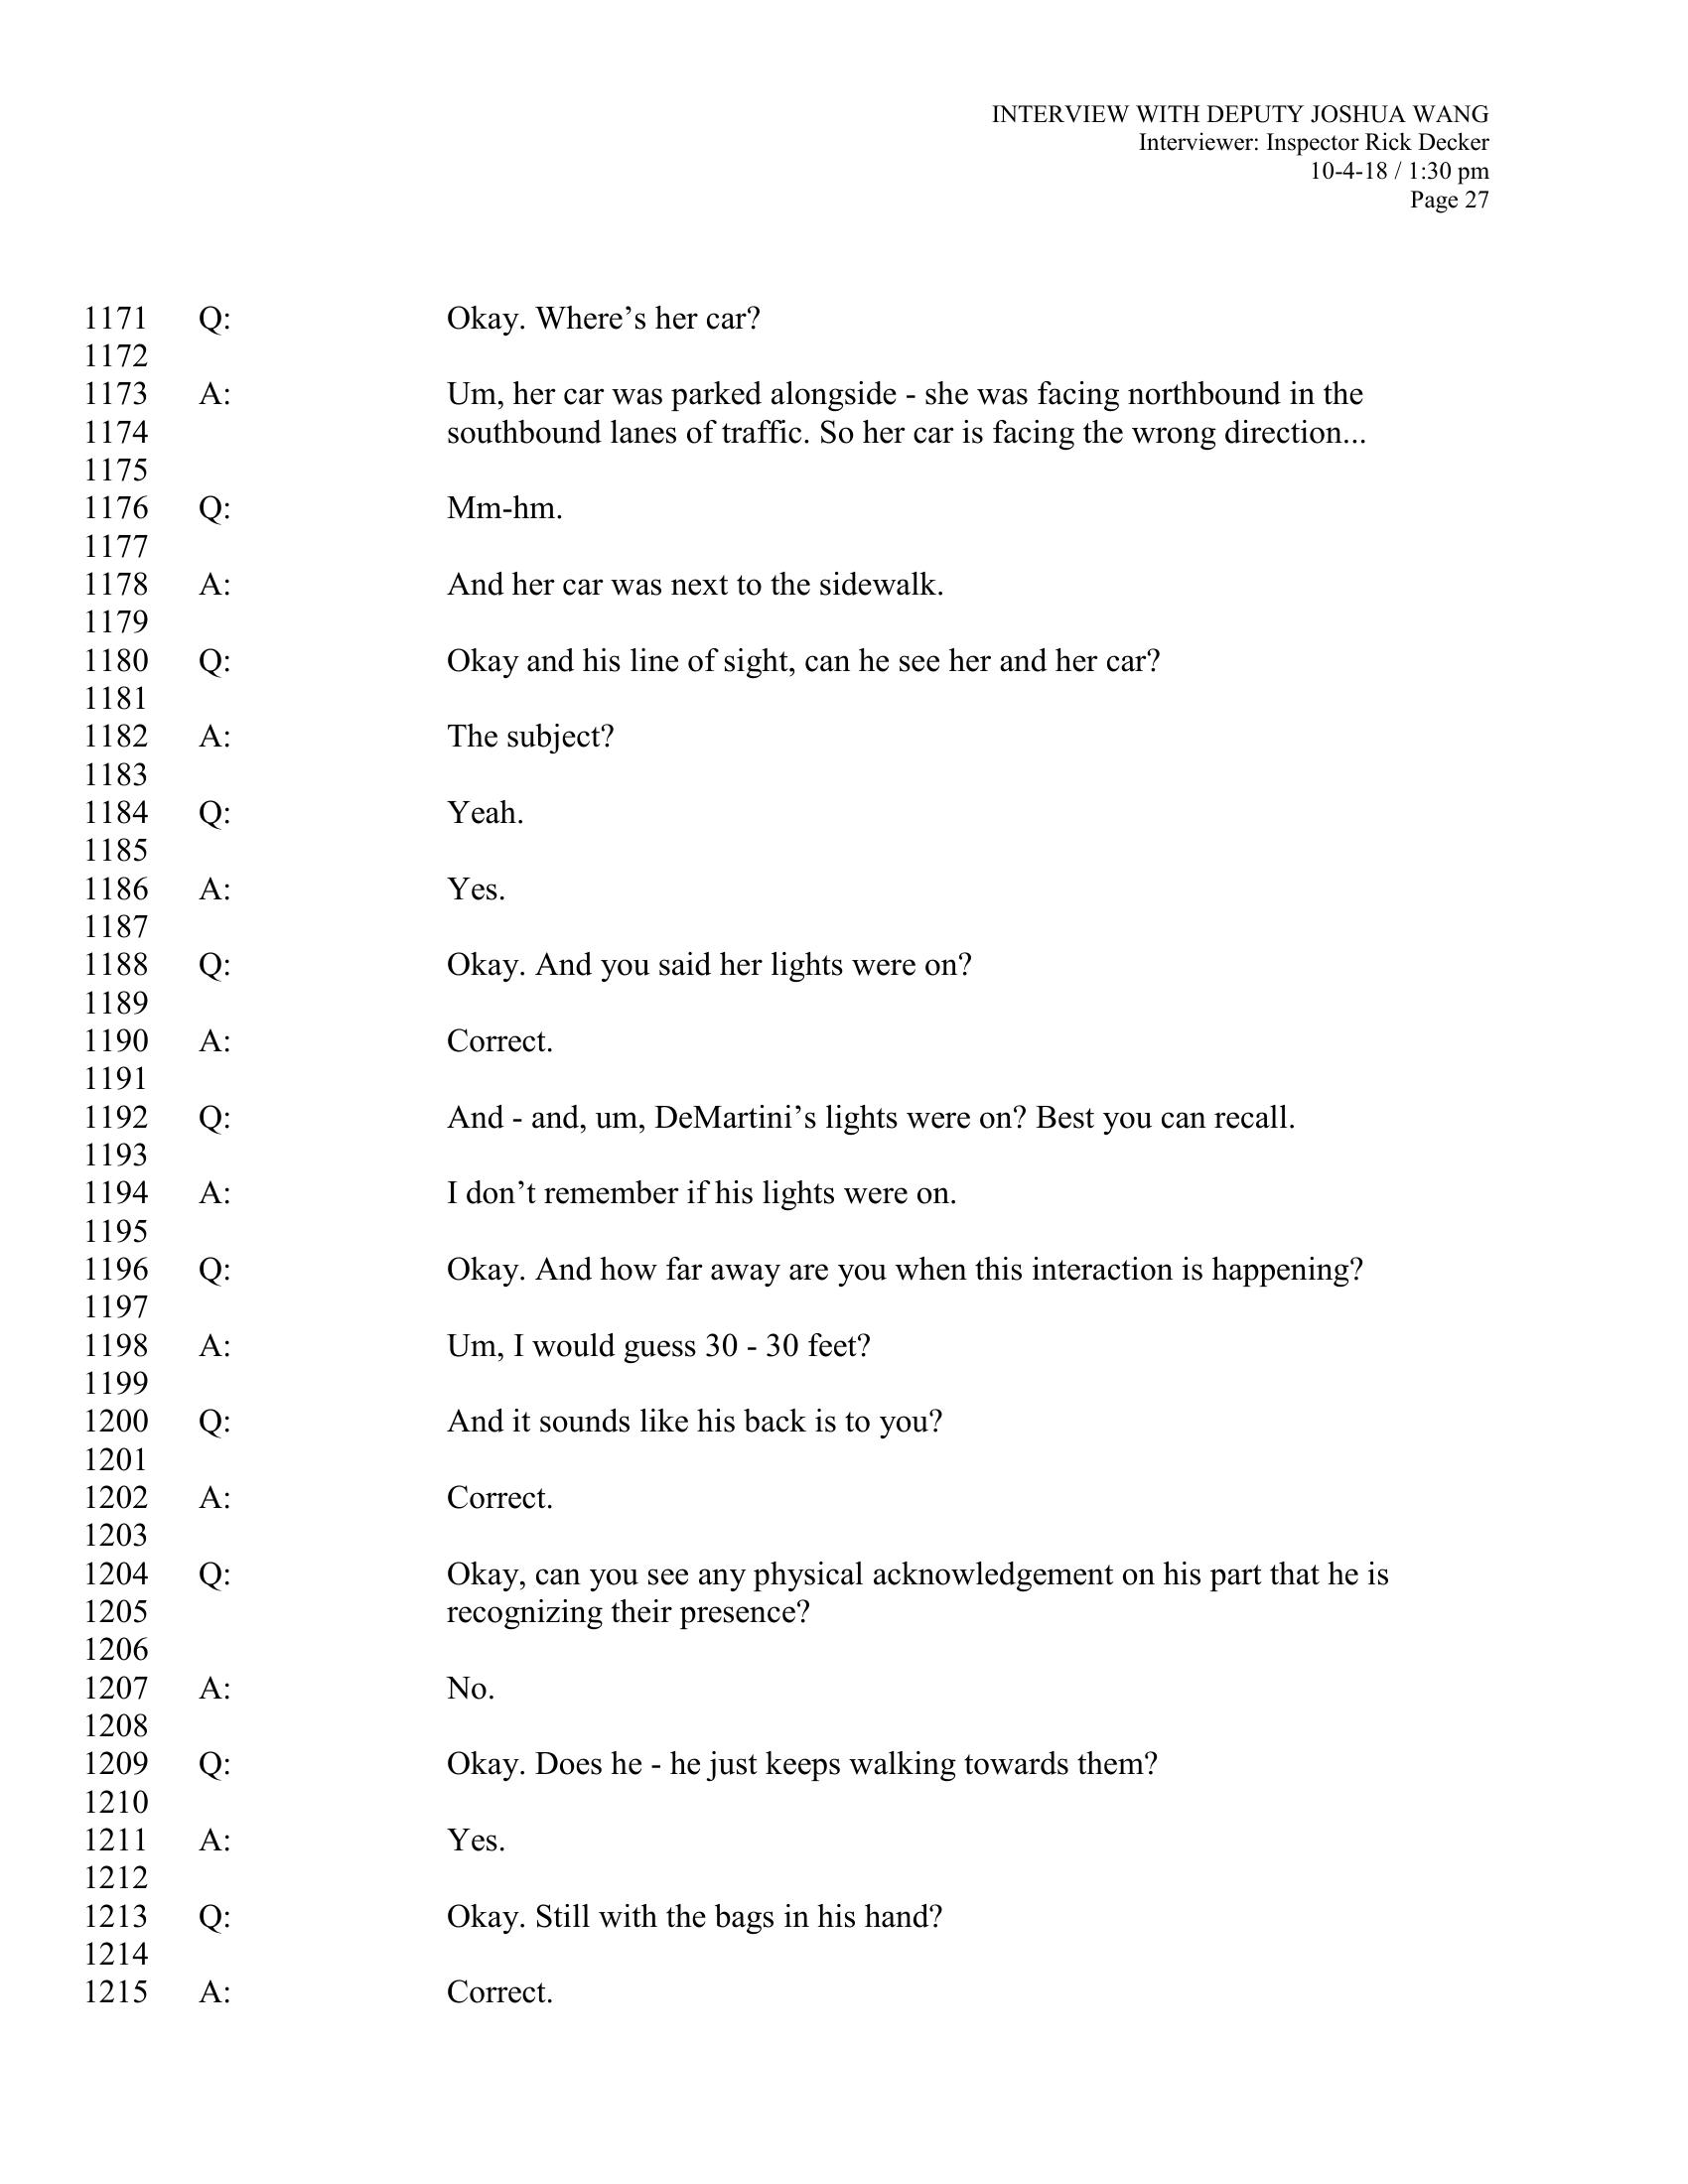 INTERVIEW WITH DEPUTY JOSHUA WANG
Interviewer: Inspector Rick Decker
10-4-18 / 1:30 pm
Page 27
1171 Q: Okay. Where’s her car?
1172
1173 A: Um, her car was parked alongside - she was facing northbound in the
1174 southbound lanes of traffic. So her car is facing the wrong direction...
1175
1176 Q: Mm-hm.
1177
1178 A: And her car was next to the sidewalk.
1179
1180 Q: Okay and his line of sight, can he see her and her car?
1181
1182 A: The subject?
1183
1184 Q: Yeah.
1185
1186 A: Yes.
1187
1188 Q: Okay. And you said her lights were on?
1189
1190 A: Correct.
1191
1192 Q: And - and, um, DeMartini’s lights were on? Best you can recall.
1193
1194 A: I don’t remember if his lights were on.
1195
1196 Q: Okay. And how far away are you when this interaction is happening?
1197
1198 A: Um, I would guess 30 - 30 feet?
1199
1200 Q: And it sounds like his back is to you?
1201
1202 A: Correct.
1203
1204 Q: Okay, can you see any physical acknowledgement on his part that he is
1205 recognizing their presence?
1206
1207 A: No.
1208
1209 Q: Okay. Does he - he just keeps walking towards them?
1210
1211 A: Yes.
1212
1213 Q: Okay. Still with the bags in his hand?
1214
1215 A: Correct.